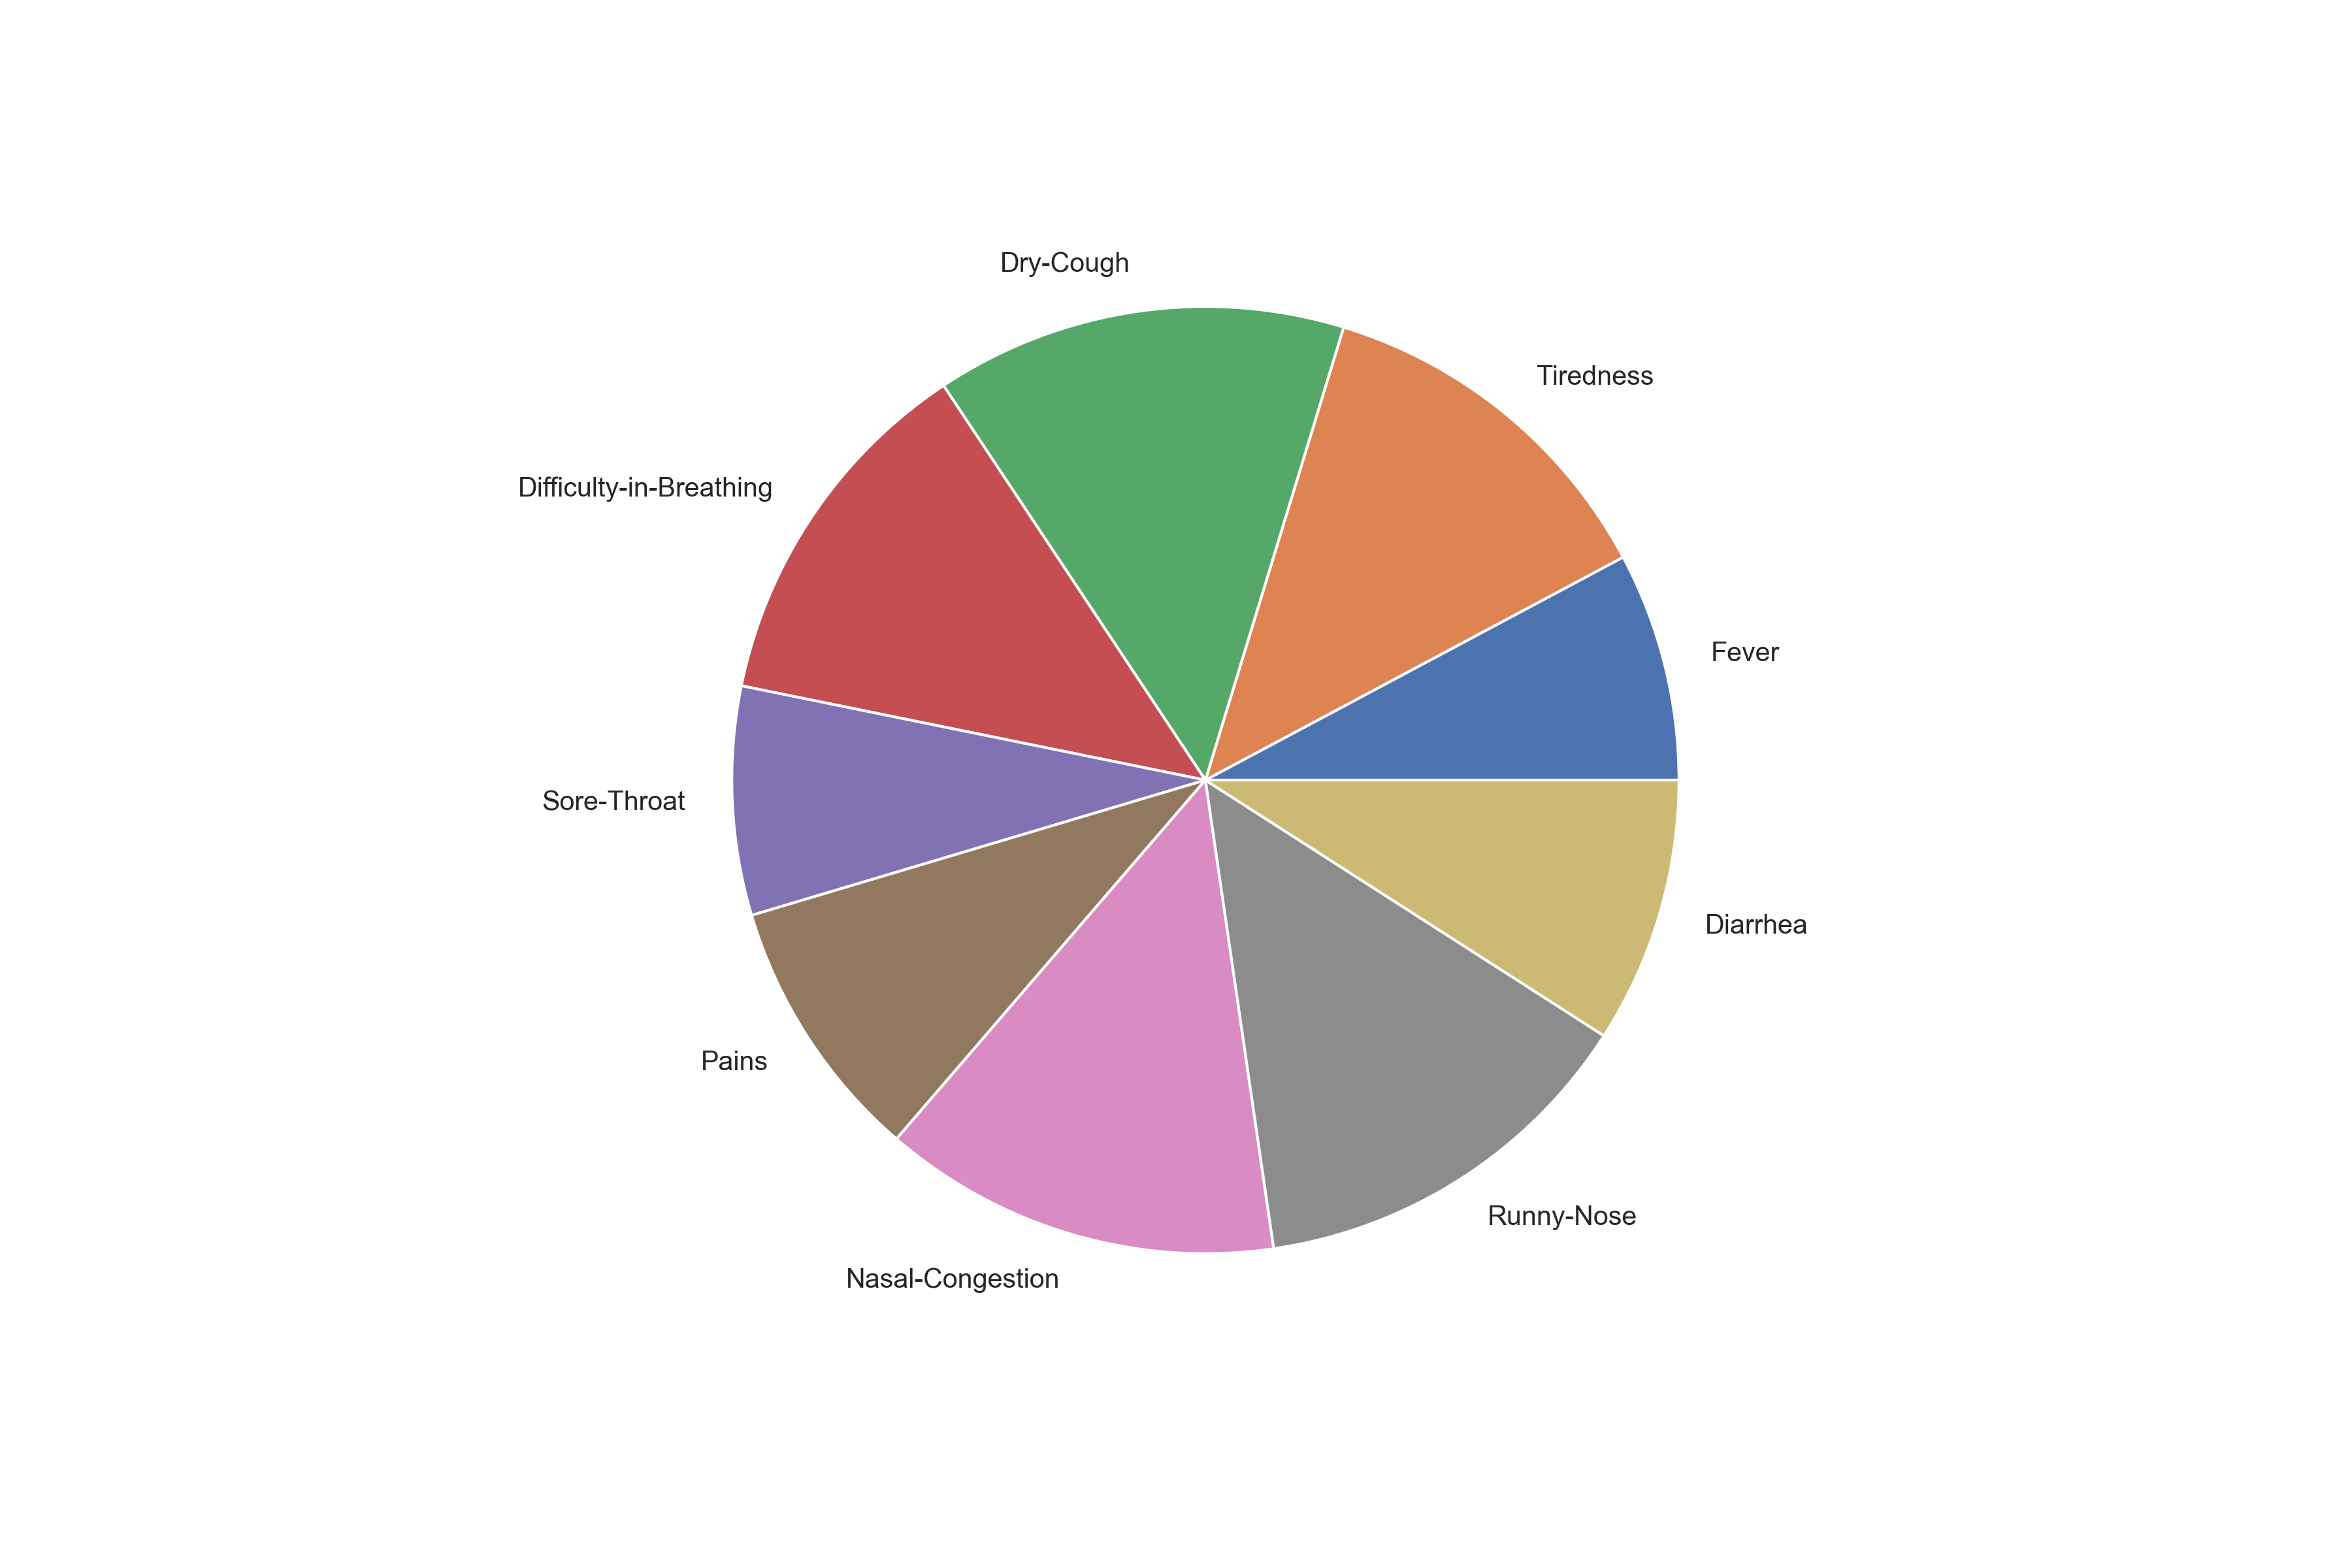 Dry-Cough
Tiredness
Difficulty-in-Breathing
Fever
Sore-Throat
Diarrhea
Pains
Runny-Nose
Nasal-Congestion